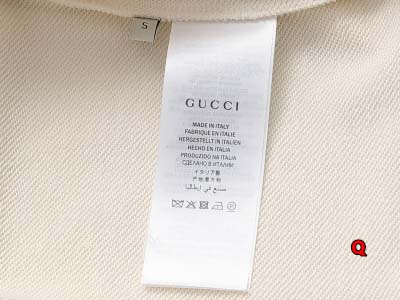 S
GUCCI
MADE IN ITALY
FABRIQUÉ EN ITALIE
HERGESTELLT IN ITALIEN
HECHO EN ITALIA
PRODUZIDO NA ITALIA
СДЕЛАНО В ИТАЛИИ
イタリア製
产地:意大利
صنع في إيطاليا
Q